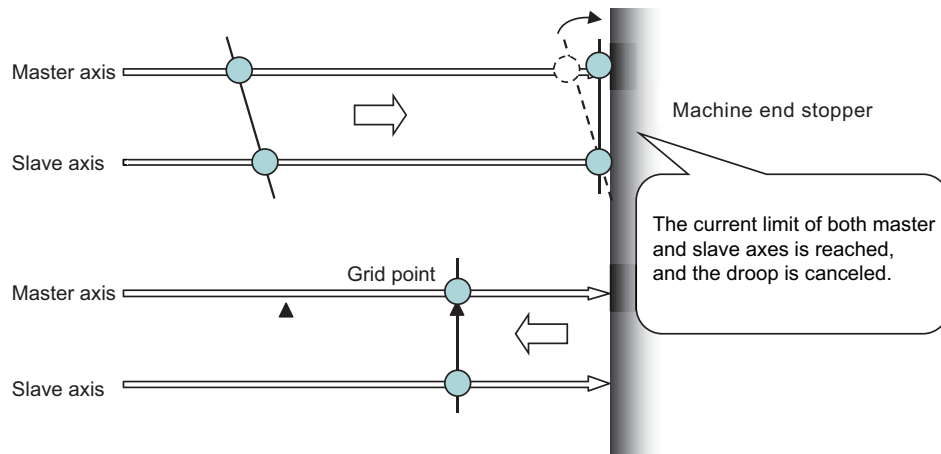 Master axis
Machine end stopper
Slave axis
The current limit of both master
and slave axes is reached,
and the droop is canceled.
Grid point
Master axis
Slave axis